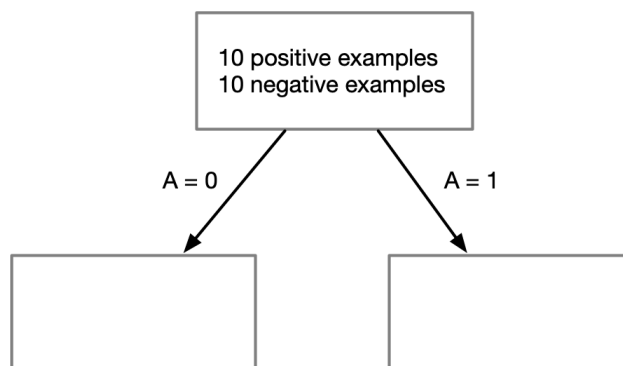 10 positive examples
10 negative examples
A = 0
A = 1